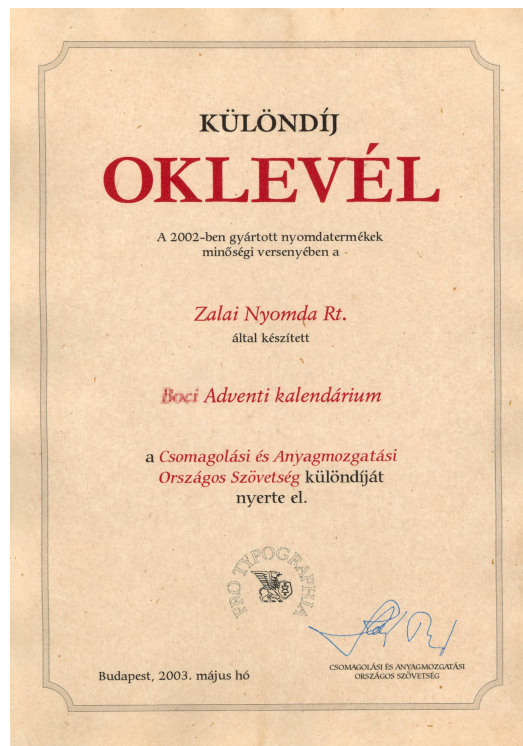 KÜLÖNDÍJ
OKLEVÉL
A 2002-ben gyártott nyomdatermékek
minőségi versenyében a
Zalai Nyomda Rt.
által készített
Boci Adventi kalendárium
a Csomagolási és Anyagmozgatási
Országos Szövetség különdíját
nyerte el.
PRO TYPOGRAPHIA
Budapest, 2003. május hó
CSOMAGOLÁSI ÉS ANYAGMOZGATÁSI
ORSZÁGOS SZÖVETSÉG